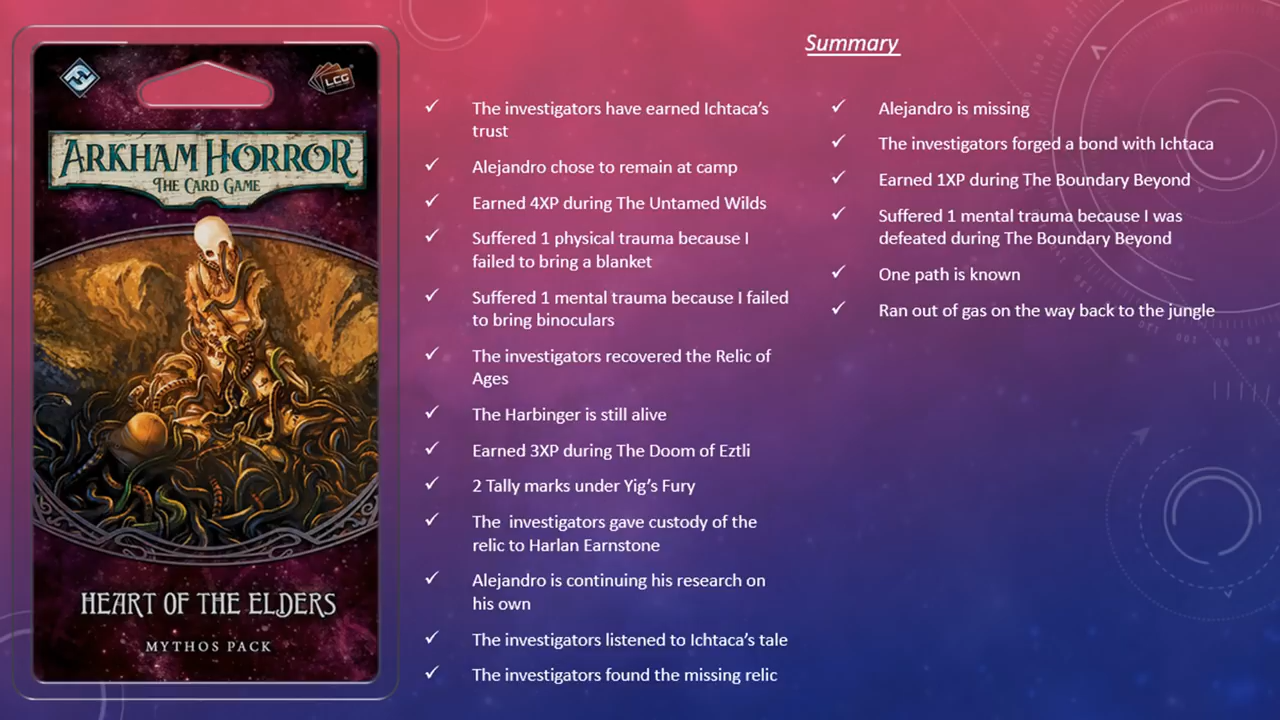 LCG
ARKHAM HORROR
THE CARD GAME
HEART OF THE ELDERS
MYTHOS PACK
Summary
The investigators have earned Ichtaca’s
trust
Alejandro chose to remain at camp
Earned 4XP during The Untamed Wilds
Suffered 1 physical trauma because I
failed to bring a blanket
Suffered 1 mental trauma because I failed
to bring binoculars
The investigators recovered the Relic of
Ages
The Harbinger is still alive
Earned 3XP during The Doom of Eztli
2 Tally marks under Yig’s Fury
The  investigators gave custody of the
relic to Harlan Earnstone
Alejandro is continuing his research on
his own
The investigators listened to Ichtaca’s tale
The investigators found the missing relic
Alejandro is missing
The investigators forged a bond with Ichtaca
Earned 1XP during The Boundary Beyond
Suffered 1 mental trauma because I was
defeated during The Boundary Beyond
One path is known
Ran out of gas on the way back to the jungle